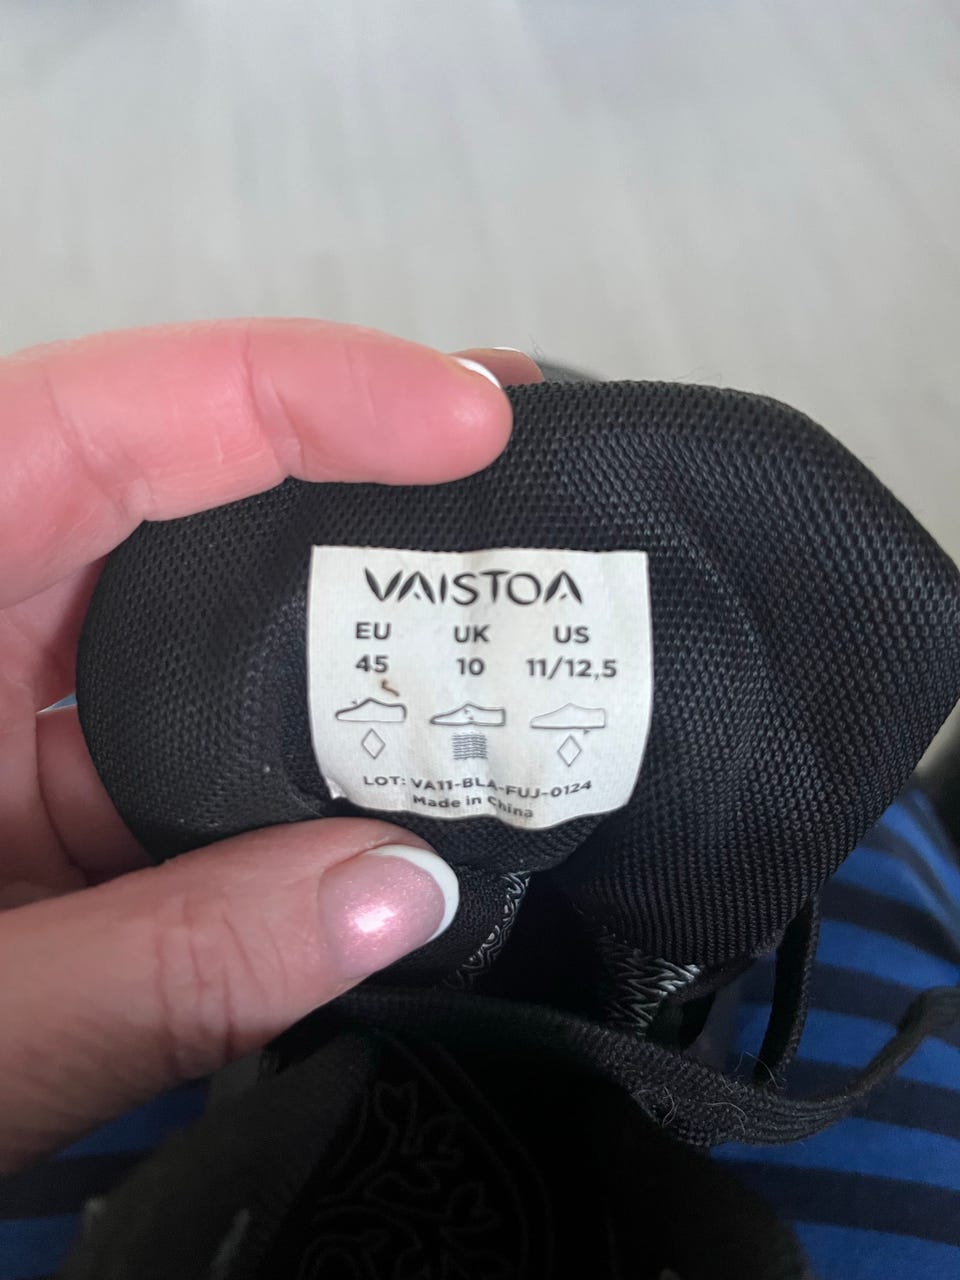 VAISTOA
EU UK US
45 10 11/12,5
LOT: VA11-BLA-FUJ-0124
Made in China